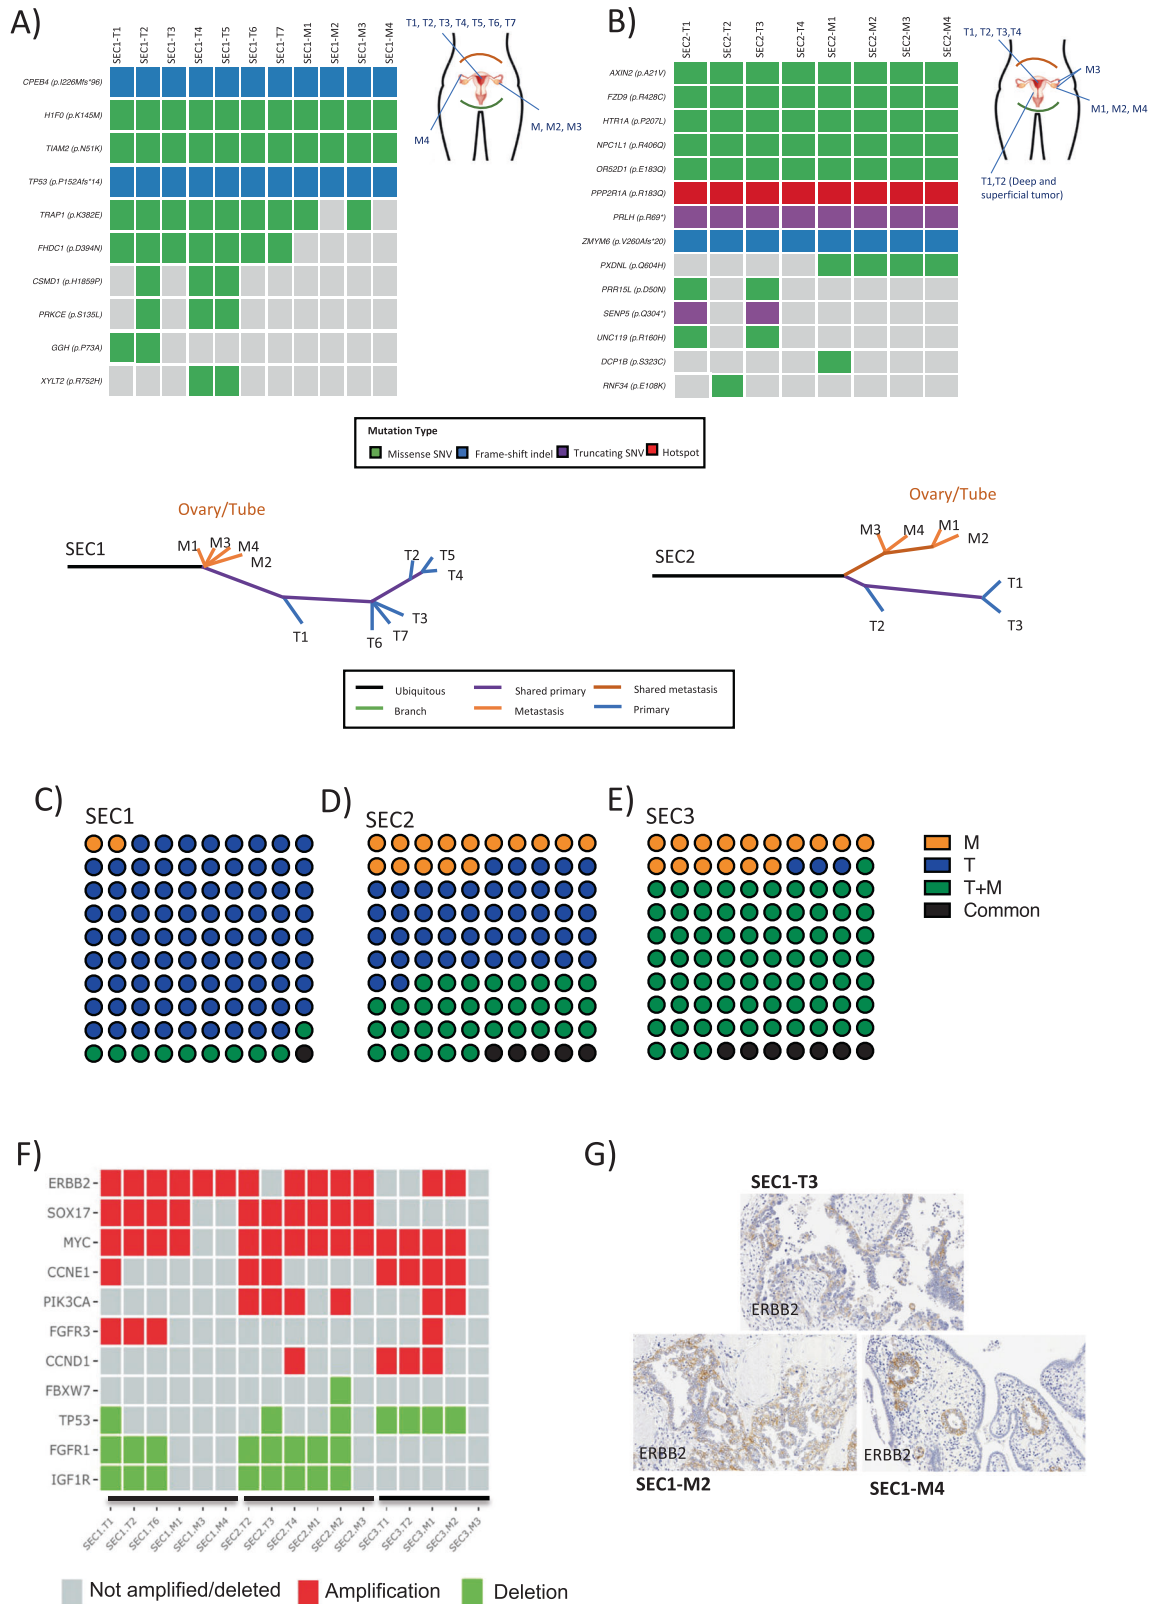 A)
SEC1-T1 SEC1-T2 SEC1-T3 SEC1-T4 SEC1-T5 SEC1-T6 SEC1-T7 SEC1-M1 SEC1-M2 SEC1-M3 SEC1-M4
CPEB4 (p.I226Mfs*96)
H1F0 (p.K145M)
TIAM2 (p.N51K)
TP53 (p.P152Afs*14)
TRAP1 (p.K382E)
FHDC1 (p.D394N)
CSMD1 (p.H1859P)
PRKCE (p.S135L)
GGH (p.P73A)
XYLT2 (p.R752H)
T1, T2, T3, T4, T5, T6, T7
M, M2, M3
M4
B)
SEC2-T1 SEC2-T2 SEC2-T3 SEC2-T4 SEC2-M1 SEC2-M2 SEC2-M3 SEC2-M4
AXIN2 (p.A21V)
FZD9 (p.R428C)
HTR1A (p.P207L)
NPC1L1 (p.R406Q)
OR52D1 (p.E183Q)
PPP2R1A (p.R183Q)
PRLH (p.R69*)
ZMYM6 (p.V260Afs*20)
PXDNL (p.Q604H)
PRR15L (p.D50N)
SENP5 (p.Q304*)
UNC119 (p.R160H)
DCP1B (p.S323C)
RNF34 (p.E108K)
T1, T2, T3,T4
M3
M1, M2, M4
T1,T2 (Deep and
superficial tumor)
Mutation Type
Missense SNV Frame-shift indel Truncating SNV Hotspot
Ovary/Tube
SEC1
M1 M3 M4
M2
T2 T5
T4
T3
T1 T6 T7
Ovary/Tube
SEC2
M3 M4 M1
M2
T1
T2 T3
Ubiquitous Shared primary Shared metastasis
Branch Metastasis Primary
C)
SEC1
D)
SEC2
E)
SEC3
M
T
T+M
Common
F)
ERBB2
SOX17
MYC
CCNE1
PIK3CA
FGFR3
CCND1
FBXW7
TP53
FGFR1
IGF1R
SEC1.T1 SEC1.T2 SEC1.T6 SEC1.M1 SEC1.M3 SEC1.M4 SEC2.T2 SEC2.T3 SEC2.T4 SEC2.M1 SEC2.M2 SEC2.M3 SEC3.T1 SEC3.T2 SEC3.M1 SEC3.M2 SEC3.M3
Not amplified/deleted Amplification Deletion
G)
SEC1-T3
ERBB2
ERBB2
SEC1-M2
ERBB2
SEC1-M4